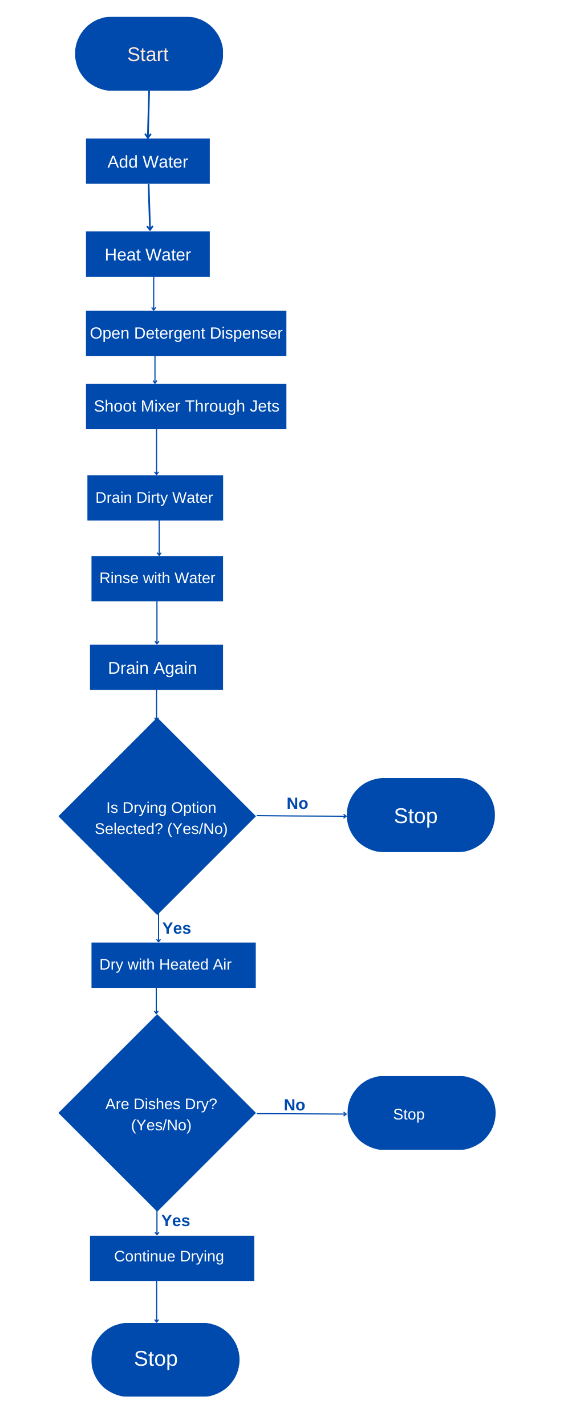 Start
Add Water
Heat Water
Open Detergent Dispenser
Shoot Mixer Through Jets
Drain Dirty Water
Rinse with Water
Drain Again
Is Drying Option
Selected? (Yes/No)
No
Stop
Yes
Dry with Heated Air
Are Dishes Dry?
(Yes/No)
No
Stop
Yes
Continue Drying
Stop